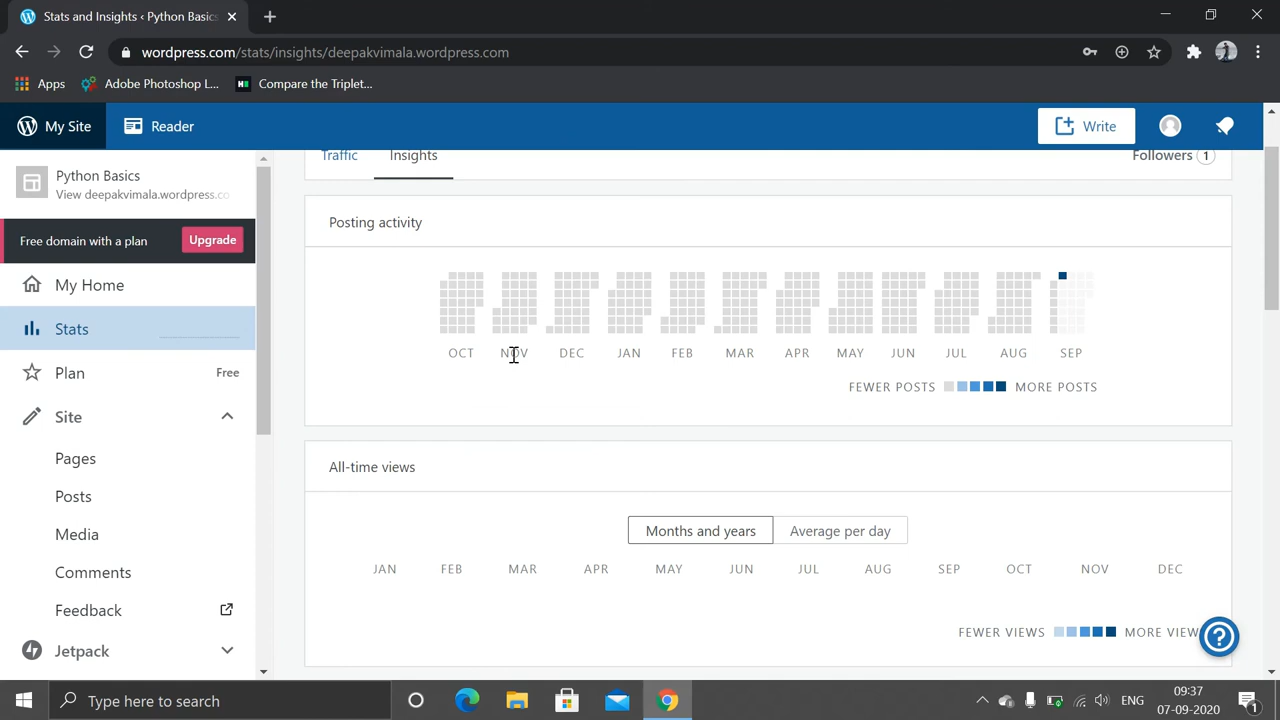 Stats and Insights ‹ Python Basics
wordpress.com/stats/insights/deepakvimala.wordpress.com
Apps Adobe Photoshop L... H Compare the Triplet...
My Site Reader Write
Python Basics
View deepakvimala.wordpress.co
Free domain with a plan Upgrade
My Home
Stats
Plan Free
Site
Pages
Posts
Media
Comments
Feedback
Jetpack
Traffic Insights Followers 1
Posting activity
OCT NOV DEC JAN FEB MAR APR MAY JUN JUL AUG SEP
FEWER POSTS MORE POSTS
All-time views
Months and years Average per day
JAN FEB MAR APR MAY JUN JUL AUG SEP OCT NOV DEC
FEWER VIEWS MORE VIEW
Type here to search
ENG
09:37
07-09-2020
1